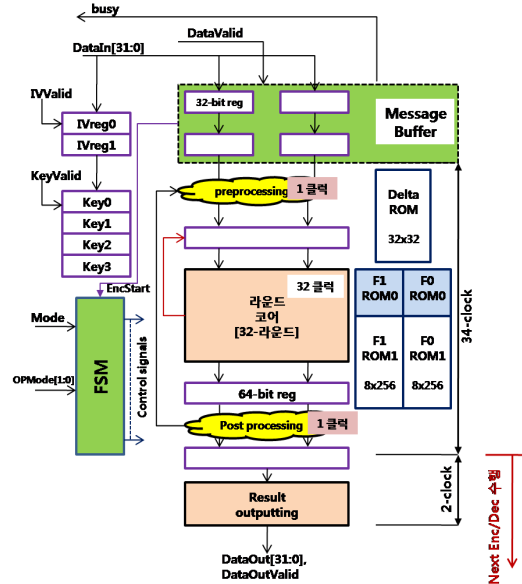 busy
DataValid
DataIn[31:0]
IVValid
32-bit reg
Message
Buffer
IVreg0
IVreg1
KeyValid
preprocessing
1 클럭
Key0
Key1
Key2
Key3
Delta
ROM
32x32
EncStart
32 클럭
라운드
코어
[32-라운드]
F1
ROM0
F0
ROM0
34-clock
Mode
FSM
Control signals
F1
ROM1
8x256
F0
ROM1
8x256
OPMode[1:0]
64-bit reg
Post processing
1 클럭
Result
outputting
2-clock
Next Enc/Dec 수행
DataOut[31:0],
DataOutValid